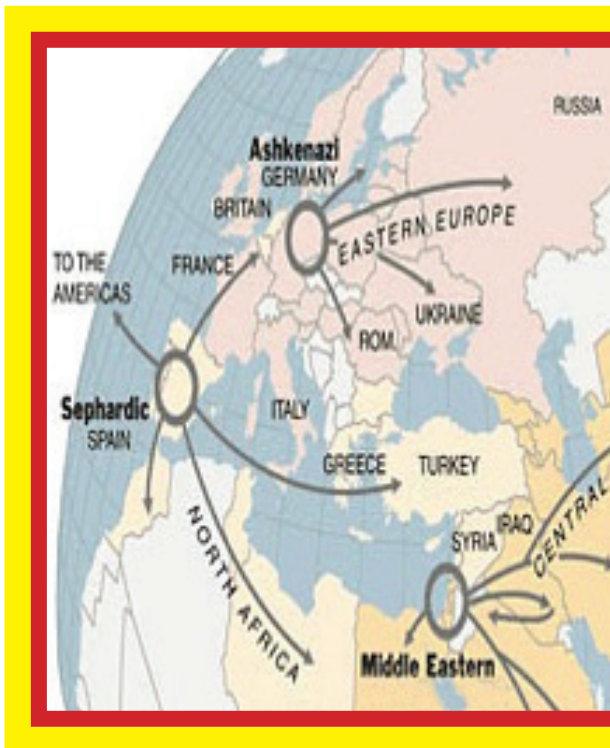 RUSSIA
Ashkenazi
GERMANY
BRITAIN
EASTERN EUROPE
FRANCE
TO THE
AMERICAS
UKRAINE
ROM.
Sephardic
SPAIN
ITALY
GREECE
TURKEY
SYRIA
IRAQ
CENTRAL
NORTH AFRICA
Middle Eastern